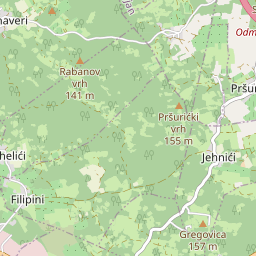 naveri
Odm
Rabanov
vrh
141 m
Pršu
Pršurički
vrh
155 m
Jehnići
helići
Filipini
Gregovica
157 m